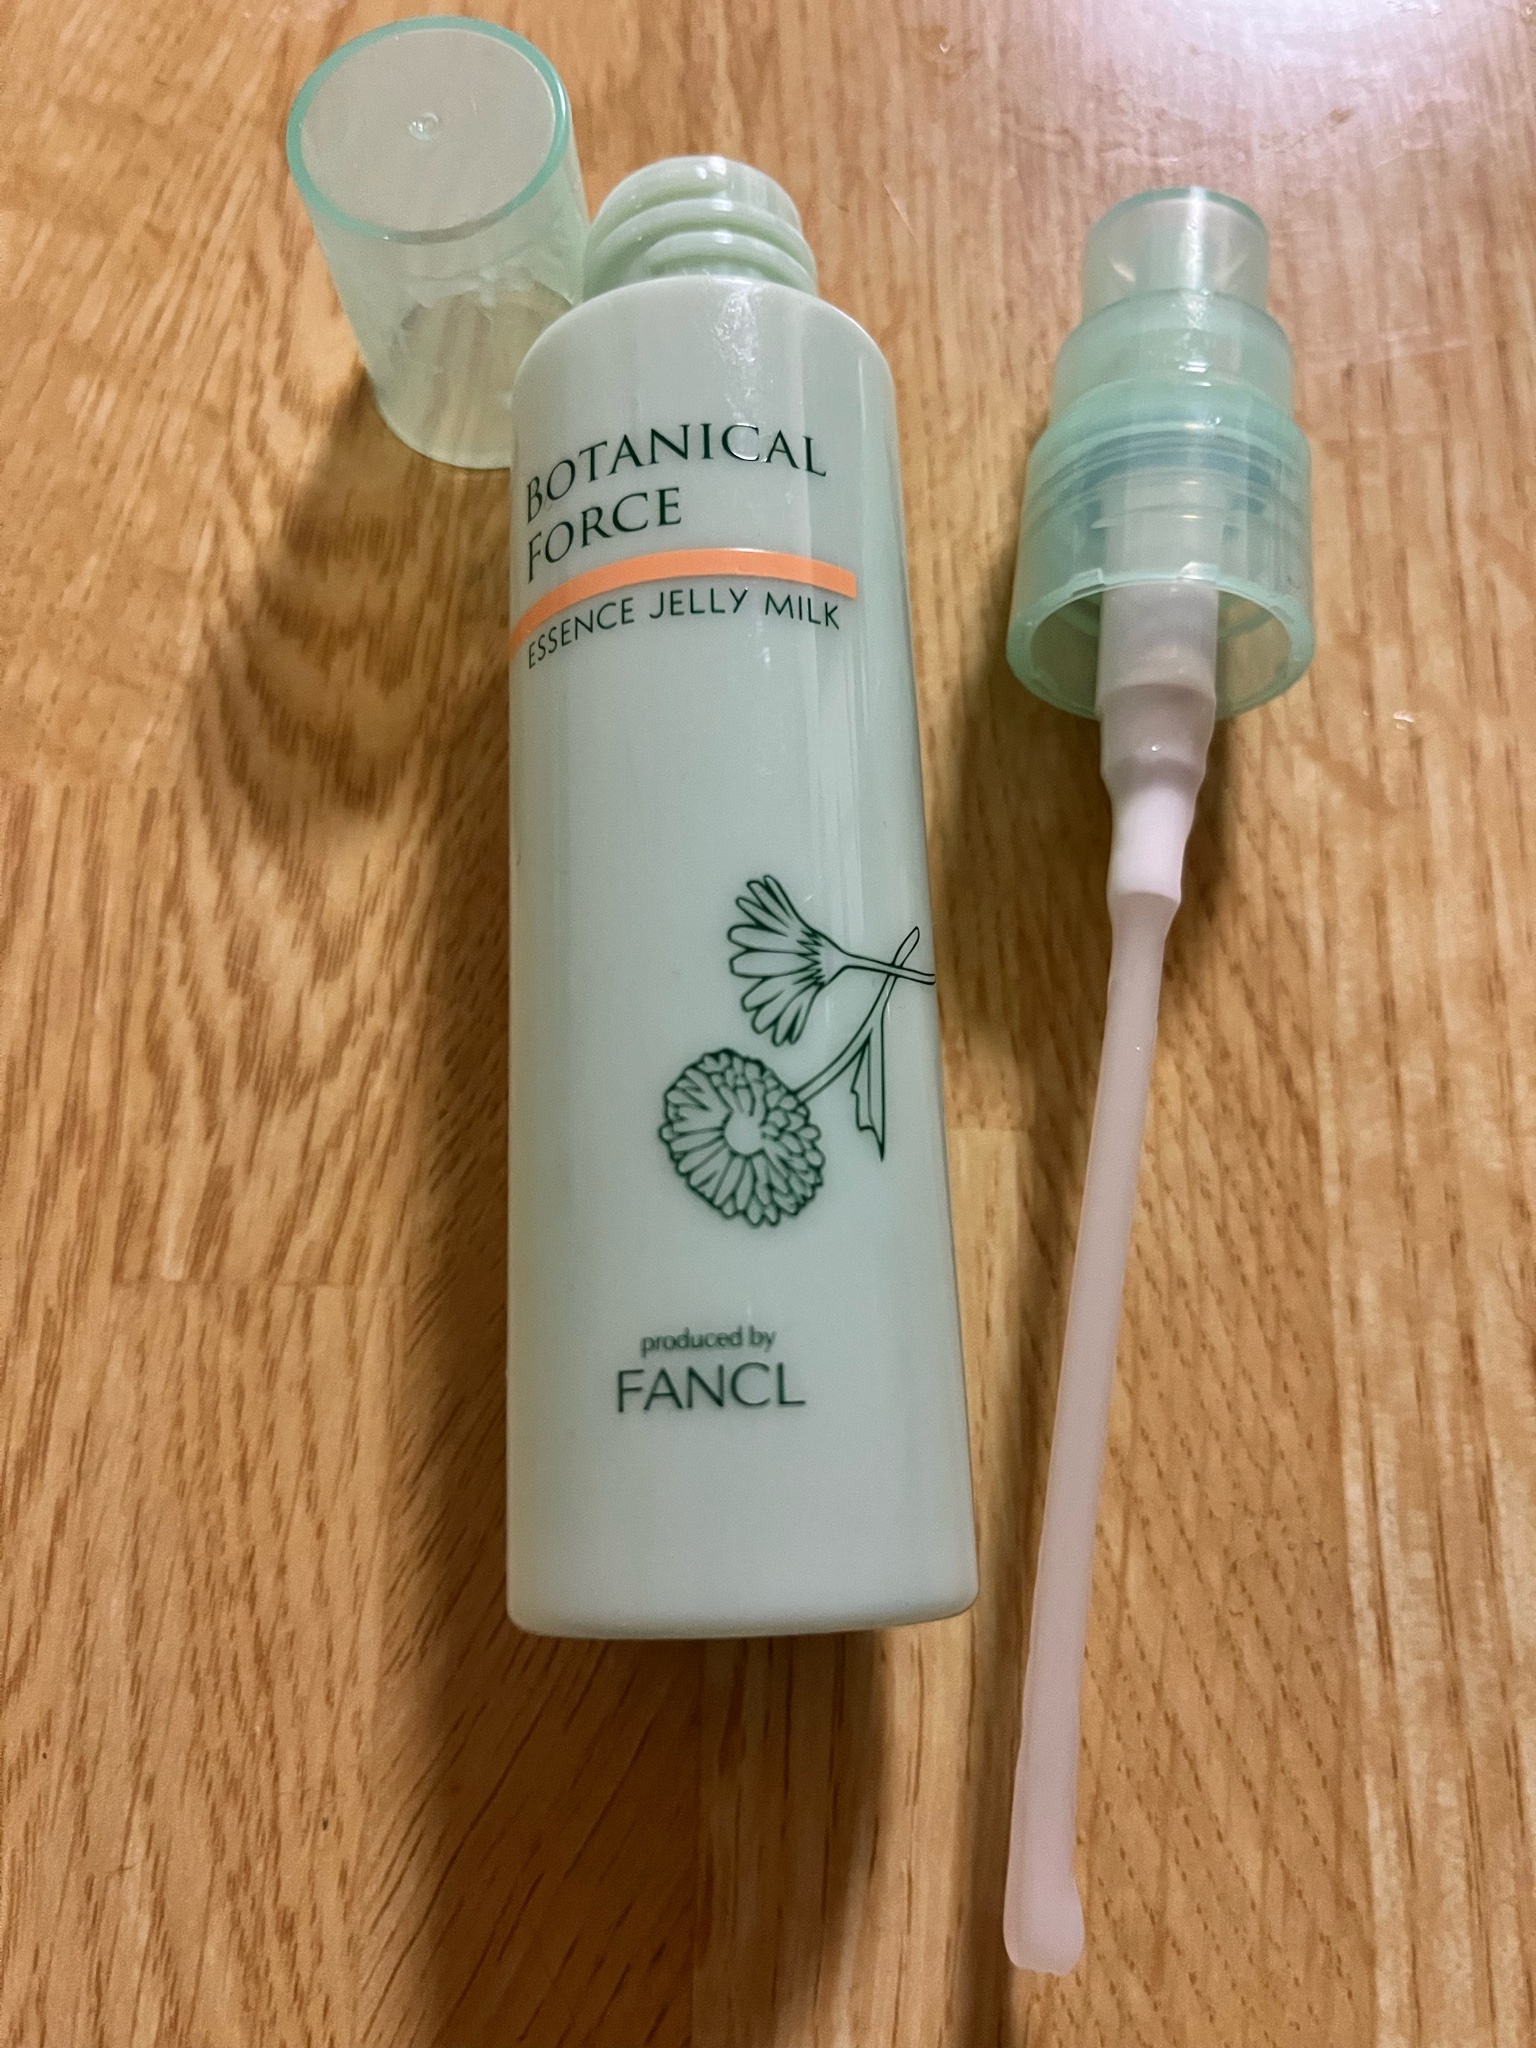 BOTANICAL
FORCE
ESSENCE JELLY MILK
produced by
FANCL